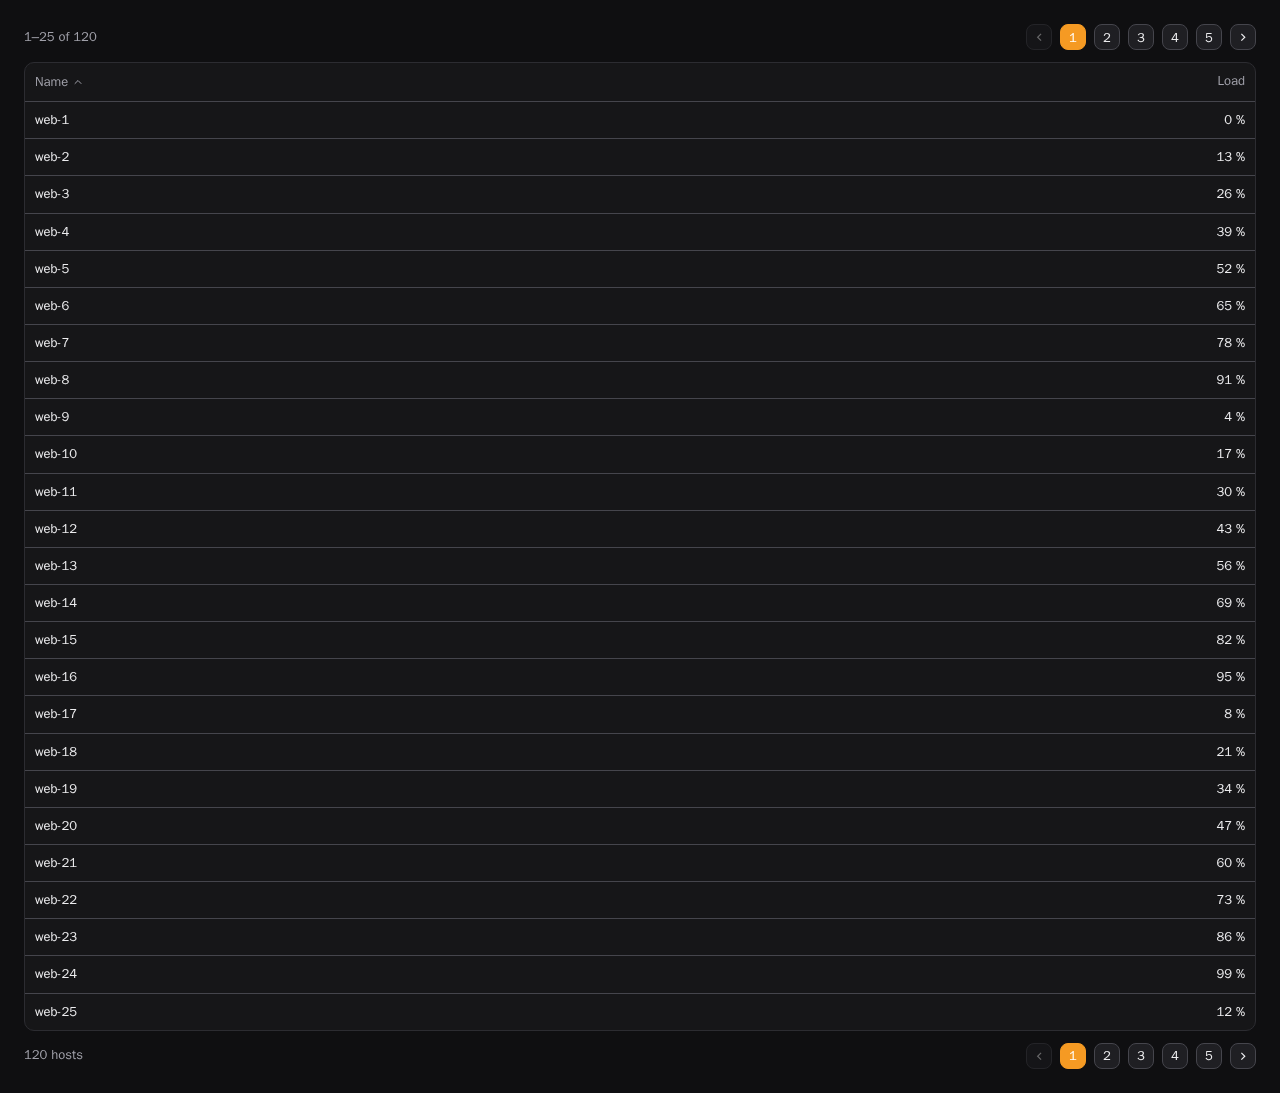 1–25 of 120 1 2 3 4 5
Name Load
web-1 0 %
web-2 13 %
web-3 26 %
web-4 39 %
web-5 52 %
web-6 65 %
web-7 78 %
web-8 91 %
web-9 4 %
web-10 17 %
web-11 30 %
web-12 43 %
web-13 56 %
web-14 69 %
web-15 82 %
web-16 95 %
web-17 8 %
web-18 21 %
web-19 34 %
web-20 47 %
web-21 60 %
web-22 73 %
web-23 86 %
web-24 99 %
web-25 12 %
120 hosts 1 2 3 4 5